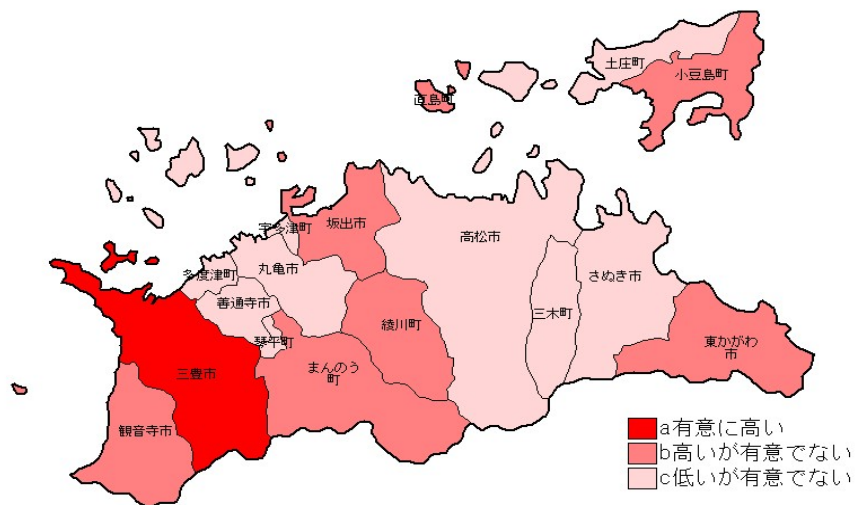 土庄町
小豆島町
直島町
宇多津町
坂出市
高松市
多度津町
丸亀市
さぬき市
善通寺市
三木町
綾川町
琴平町
東かがわ
市
まんのう
町
三豊市
観音寺市
a有意に高い
b高いが有意でない
c低いが有意でない